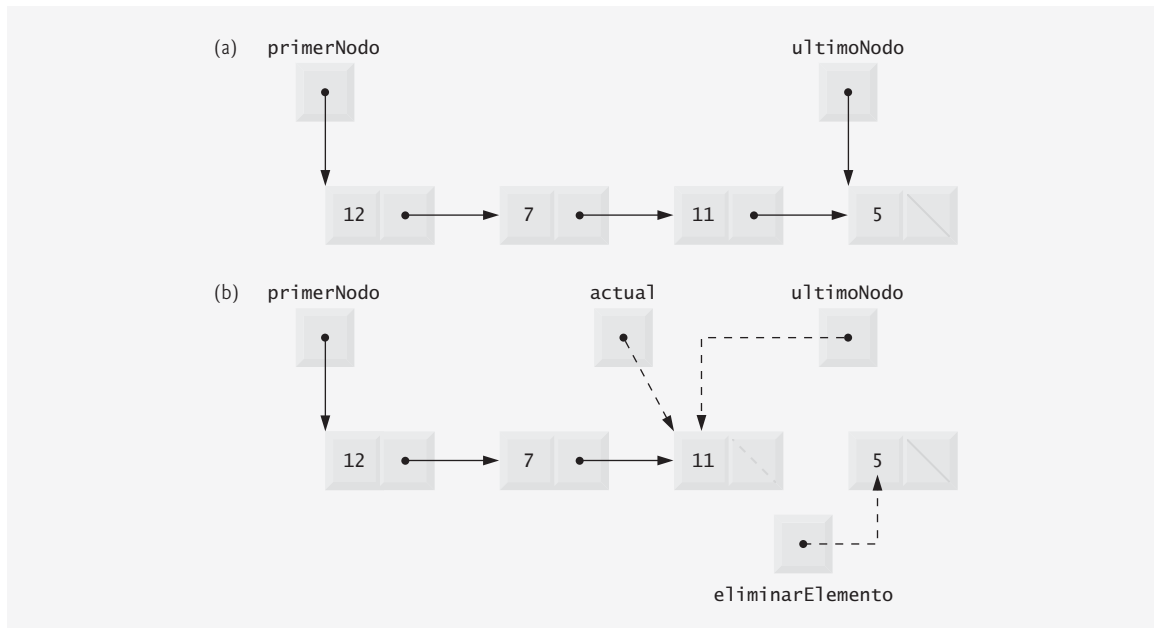 (a) primerNodo ultimoNodo
12 7 11 5
(b) primerNodo actual ultimoNodo
12 7 11 5
eliminarElemento